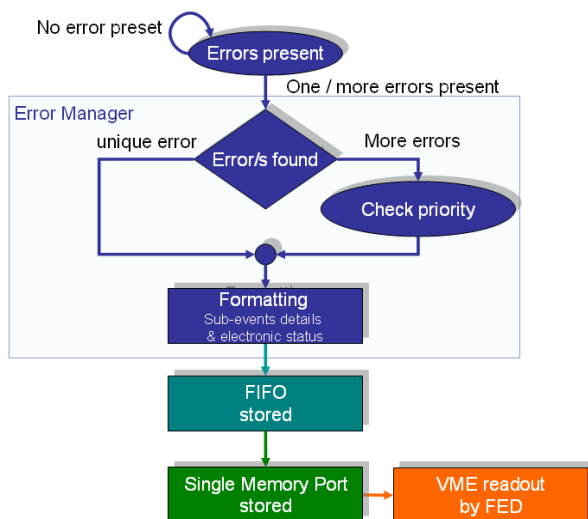 No error preset
Errors present
One / more errors present
Error Manager
unique error
More errors
Error/s found
Check priority
Formatting
Sub-events details
& electronic status
FIFO
stored
Single Memory Port
stored
VME readout
by FED